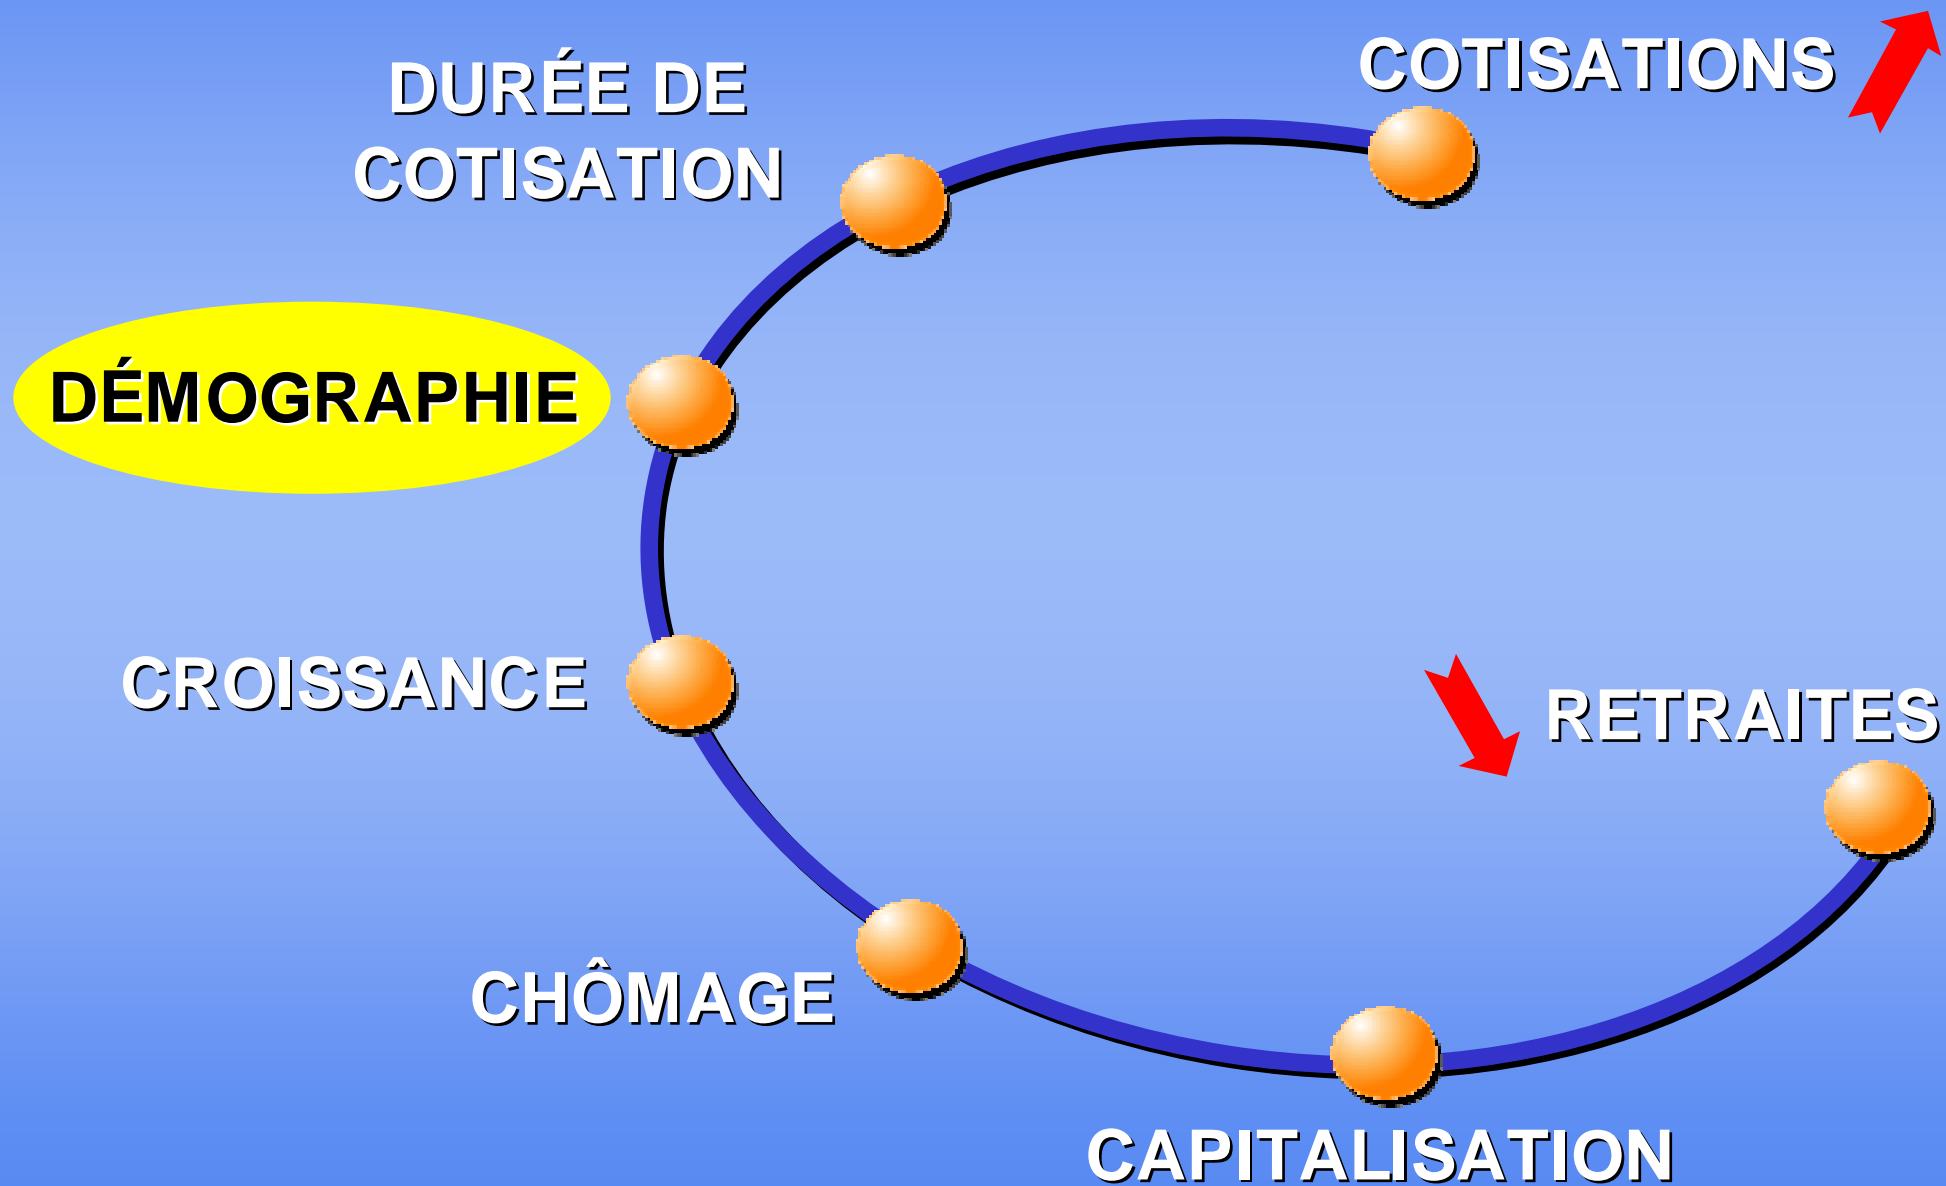 COTISATIONS
DURÉE DE
COTISATION
DÉMOGRAPHIE
CROISSANCE
RETRAITES
CHÔMAGE
CAPITALISATION